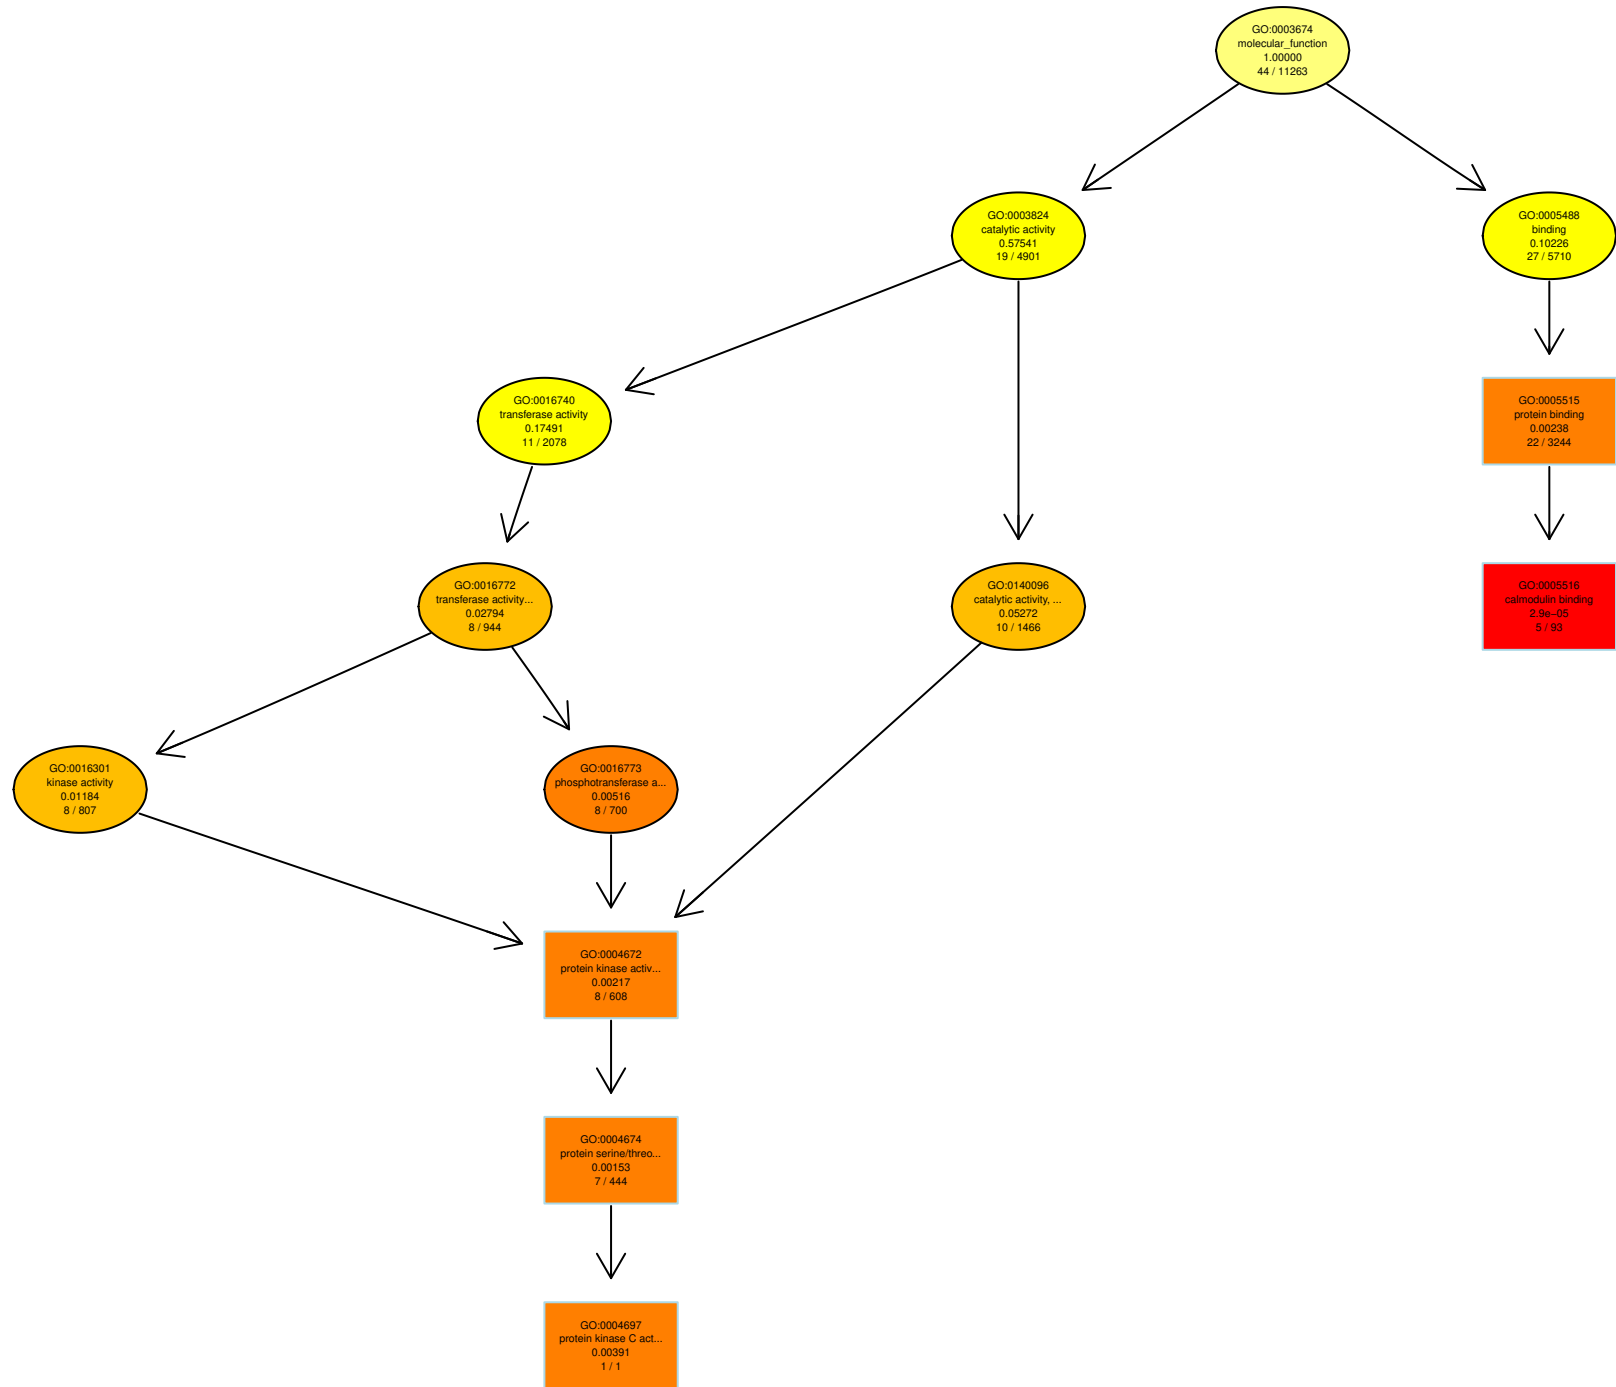 GO:0003674
molecular_function
1.00000
44 / 11263
GO:0003824
catalytic activity
0.57541
19 / 4901
GO:0005488
binding
0.10226
27 / 5710
GO:0016740
transferase activity
0.17491
11 / 2078
GO:0005515
protein binding
0.00238
22 / 3244
GO:0016772
transferase activity...
0.02794
8 / 944
GO:0140096
catalytic activity, ...
0.05272
10 / 1466
GO:0005516
calmodulin binding
2.9e−05
5 / 93
GO:0016301
kinase activity
0.01184
8 / 807
GO:0016773
phosphotransferase a...
0.00516
8 / 700
GO:0004672
protein kinase activ...
0.00217
8 / 608
GO:0004674
protein serine/threo...
0.00153
7 / 444
GO:0004697
protein kinase C act...
0.00391
1 / 1